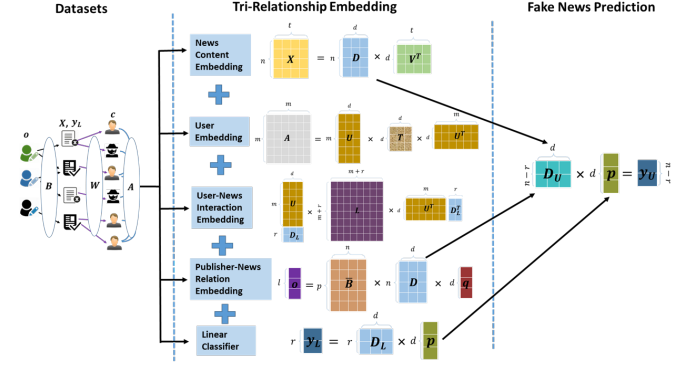 Datasets
Tri-Relationship Embedding
Fake News Prediction
o
X, y_L
c
B
W
A
News
Content
Embedding
n
t
X
=
n
d
D
×
d
t
V^T
User
Embedding
m
m
A
=
m
d
U
×
d
d
T
×
d
m
U^T
User-News
Interaction
Embedding
m
r
d
U
D_L
×
m+r
m+r
L
×
d
m
U^T
r
D_L^T
Publisher-News
Relation
Embedding
l
o
=
p
n
B̅
×
n
d
D
×
d
q
Linear
Classifier
r
y_L
=
r
d
D_L
×
d
p
n-r
d
D_U
×
d
p
=
y_U
n-r